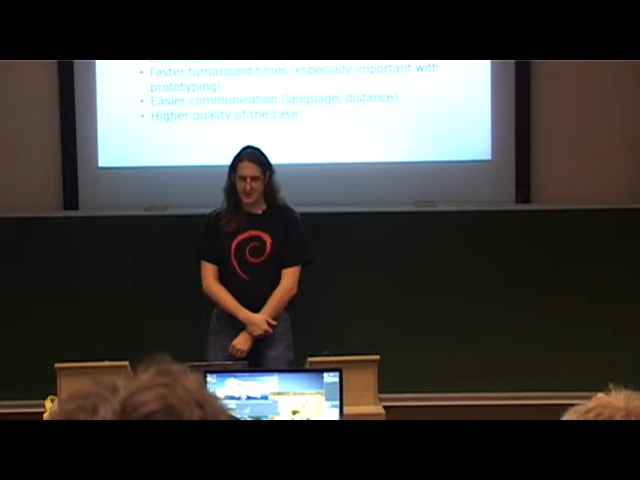 • Faster turnaround times (especially important with
prototyping)
• Easier communication (language, distance)
• Higher quality of the case!